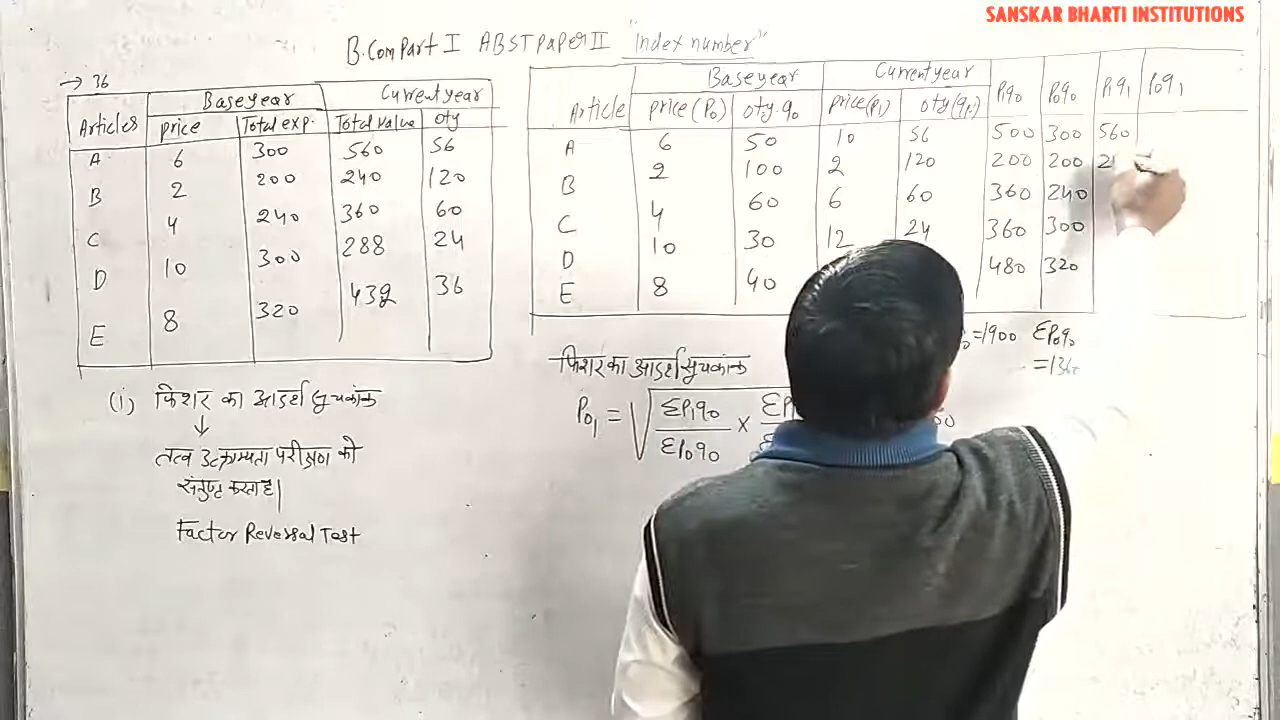 SANSKAR BHARTI INSTITUTIONS
B.Com Part I ABST Paper II "Index number"
→ 36
Base year Current year
Articles price Total exp. Total value qty
A 6 300 560 56
B 2 200 240 120
C 4 240 360 60
D 10 300 288 24
E 8 320 432 36
(i) फिशर का आदर्श सूचकांक
↓
तत्व उत्क्राम्यता परीक्षण को
संतुष्ट करता है|
Factor Reversal Test
Base year Current year
Article price (P0) qty. q0 price(P1) qty(q1) P1q0 P0q0 P1q1 P0q1
A 6 50 10 56 500 300 560
B 2 100 2 120 200 200
C 4 60 6 60 360 240
D 10 30 12 24 360 300
E 8 40 480 320
=1900 ΣP0q0
फिशर का आदर्श सूचकांक
P01 = √ ΣP1q0 / ΣP0q0 ×